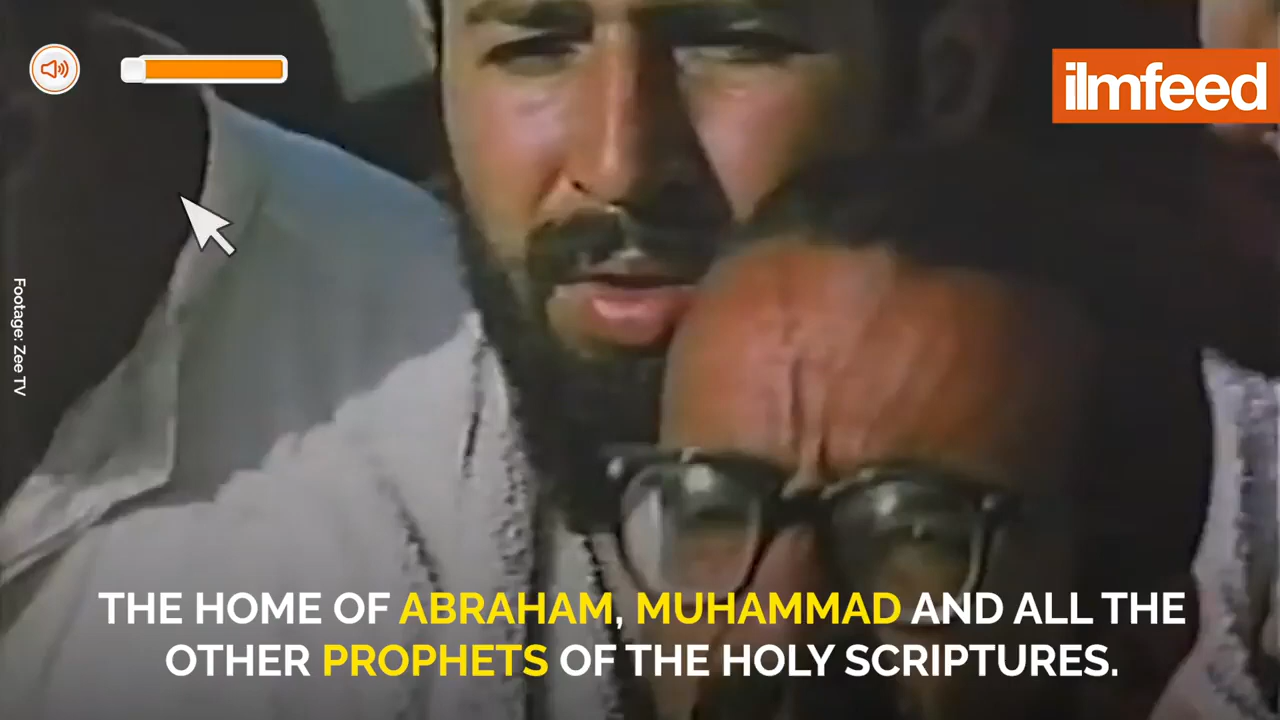 ilmfeed
Footage: Zee TV
THE HOME OF ABRAHAM, MUHAMMAD AND ALL THE
OTHER PROPHETS OF THE HOLY SCRIPTURES.